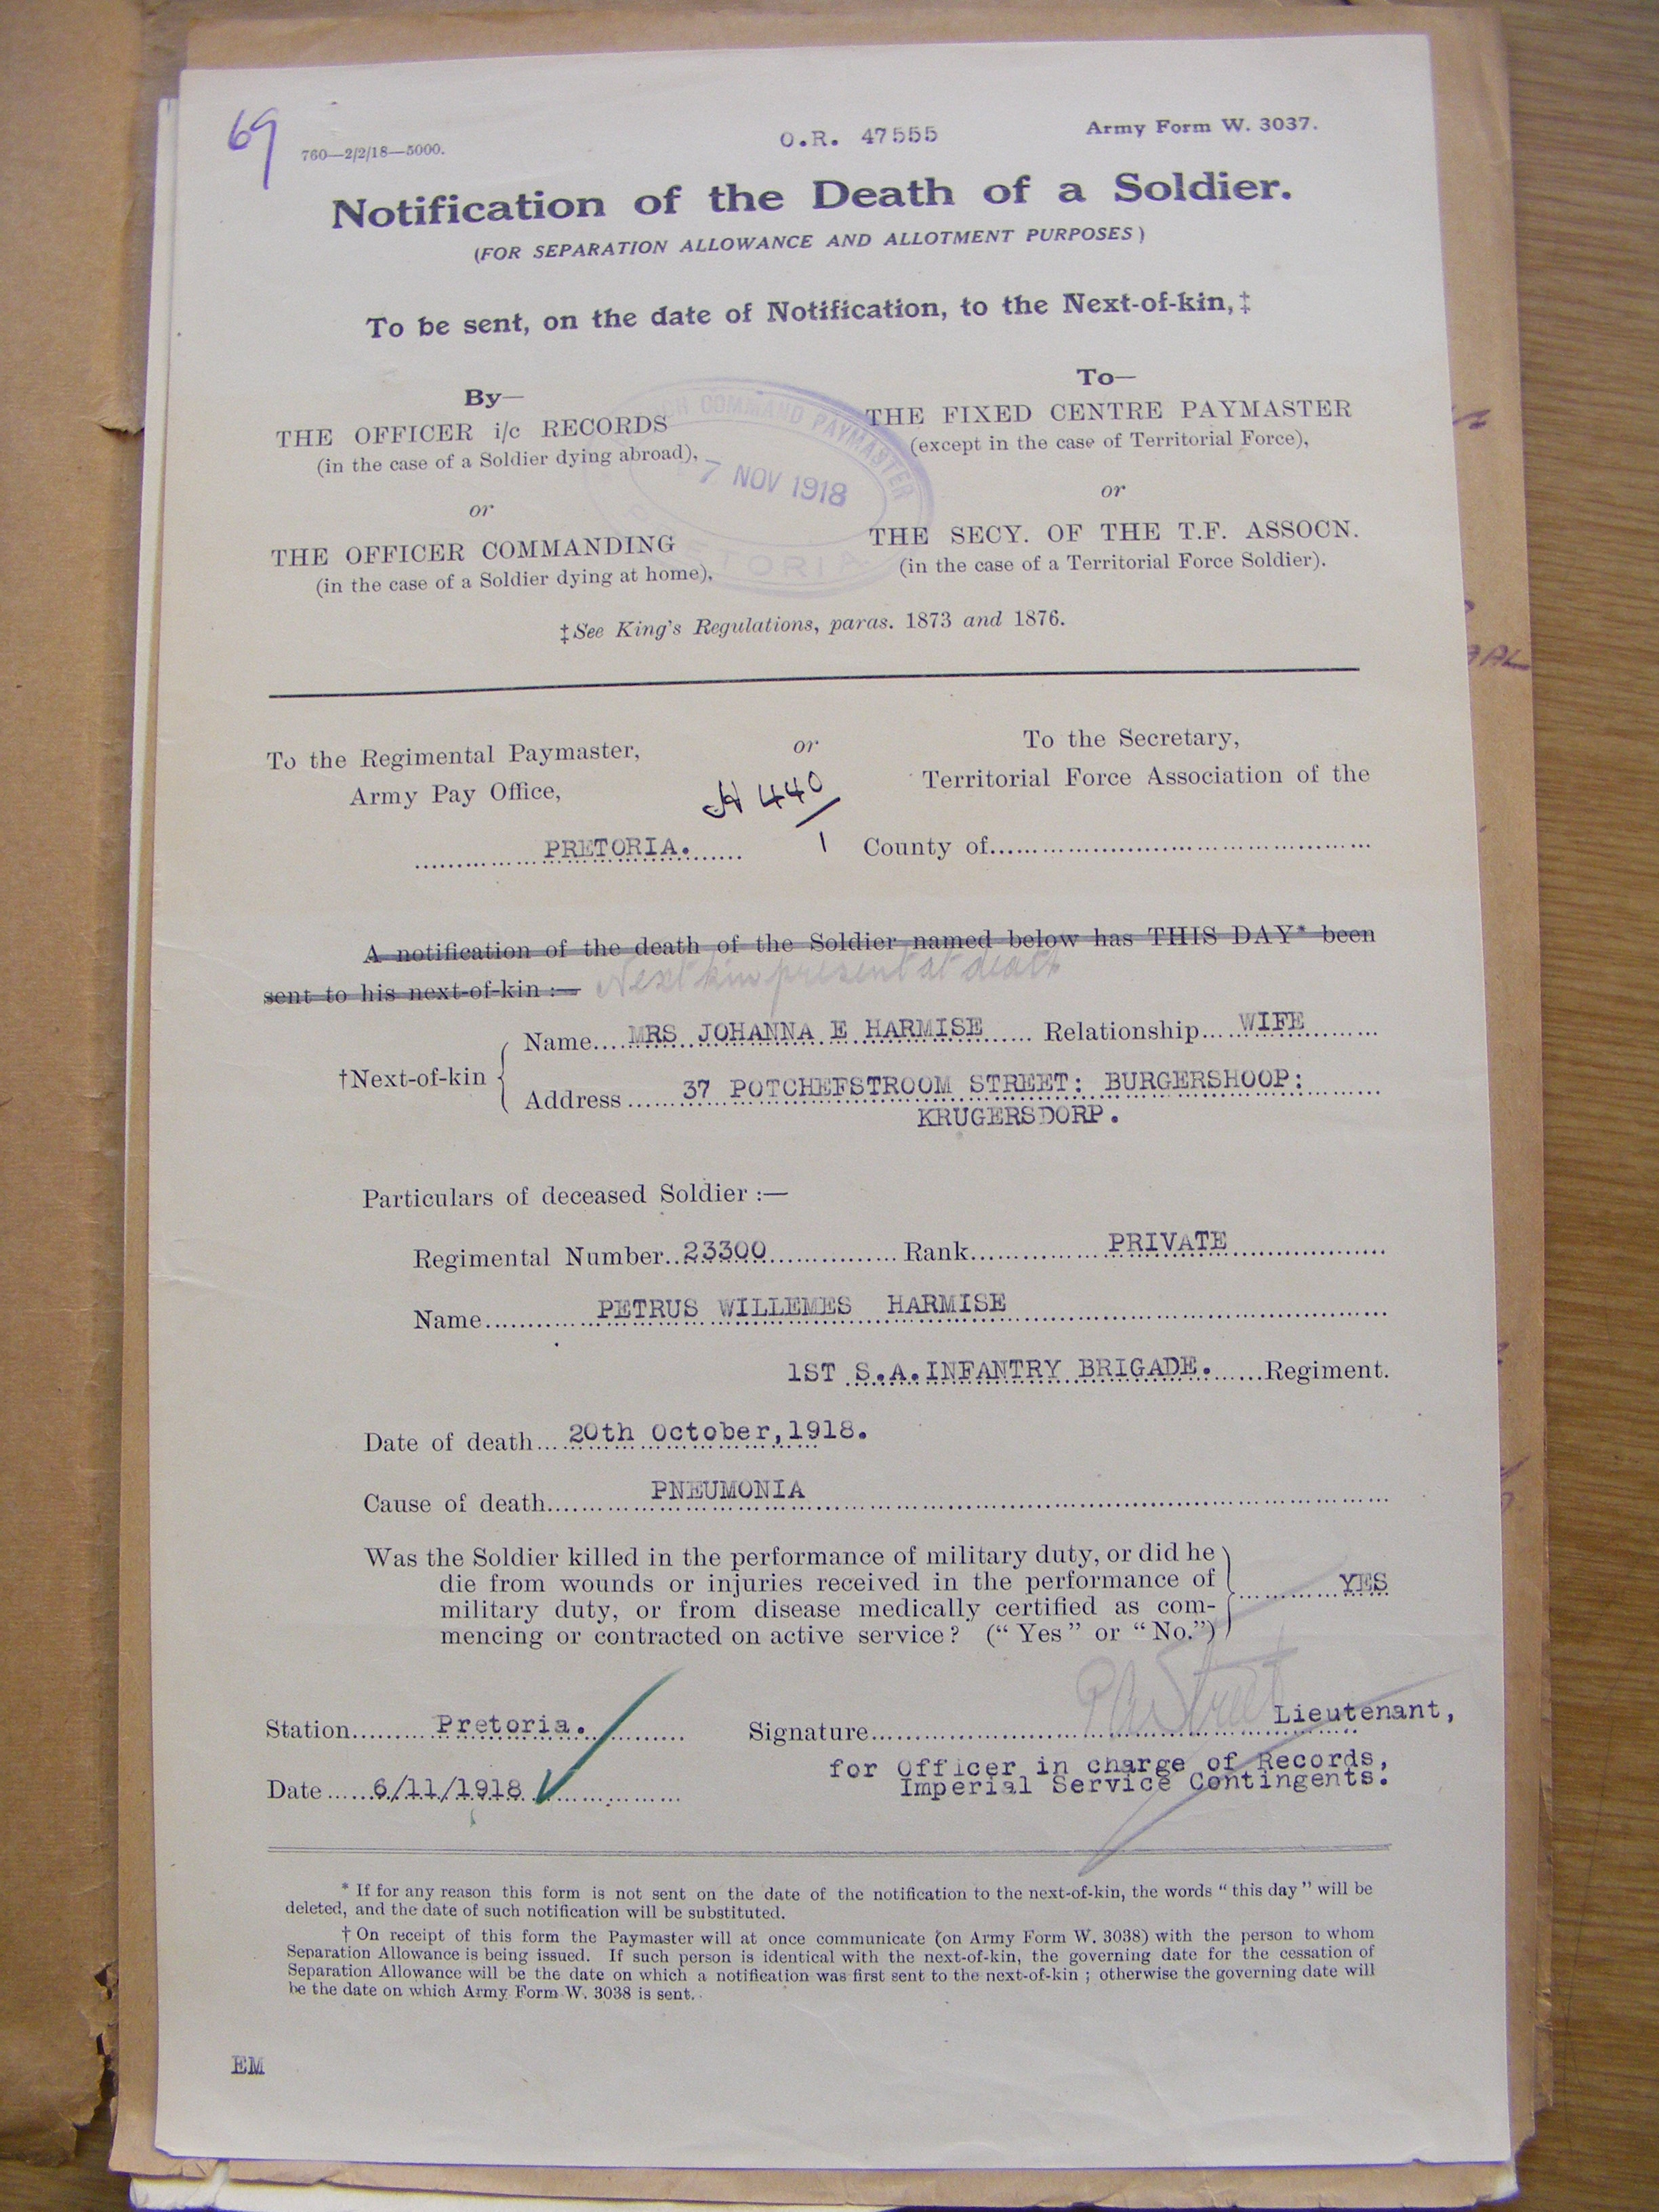 69
760—2/2/18—5000.
O.R. 47555
Army Form W. 3037.
Notification of the Death of a Soldier.
(FOR SEPARATION ALLOWANCE AND ALLOTMENT PURPOSES)
To be sent, on the date of Notification, to the Next-of-kin,‡
By—
THE OFFICER i/c RECORDS
(in the case of a Soldier dying abroad),
or
THE OFFICER COMMANDING
(in the case of a Soldier dying at home),
To—
THE FIXED CENTRE PAYMASTER
(except in the case of Territorial Force),
or
THE SECY. OF THE T.F. ASSOCN.
(in the case of a Territorial Force Soldier).
COMMAND PAYMASTER
7 NOV 1918
TORIA
‡See King's Regulations, paras. 1873 and 1876.
To the Regimental Paymaster,
Army Pay Office,
PRETORIA.
or
440
1
To the Secretary,
Territorial Force Association of the
County of
A notification of the death of the Soldier named below has THIS DAY* been
sent to his next-of-kin :— Next kin present at death
†Next-of-kin
Name MRS JOHANNA E HARMISE Relationship WIFE
Address 37 POTCHEFSTROOM STREET: BURGERSHOOP:
KRUGERSDORP.
Particulars of deceased Soldier :—
Regimental Number 23300 Rank PRIVATE
Name PETRUS WILLEMES HARMISE
1ST S.A.INFANTRY BRIGADE. Regiment.
Date of death 20th October,1918.
Cause of death PNEUMONIA
Was the Soldier killed in the performance of military duty, or did he
die from wounds or injuries received in the performance of
military duty, or from disease medically certified as com-
mencing or contracted on active service? ("Yes" or "No.")
YES
Station Pretoria.
Signature Lieutenant,
for Officer in charge of Records,
Imperial Service Contingents.
Date 6/11/1918
* If for any reason this form is not sent on the date of the notification to the next-of-kin, the words "this day" will be
deleted, and the date of such notification will be substituted.
† On receipt of this form the Paymaster will at once communicate (on Army Form W. 3038) with the person to whom
Separation Allowance is being issued. If such person is identical with the next-of-kin, the governing date for the cessation of
Separation Allowance will be the date on which a notification was first sent to the next-of-kin ; otherwise the governing date will
be the date on which Army Form W. 3038 is sent.
EM